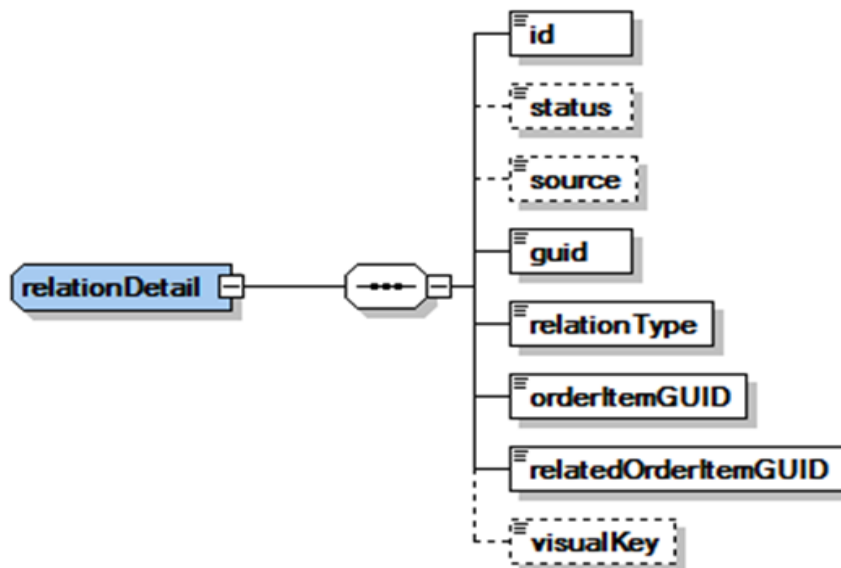 id
status
source
guid
relationDetail
relationType
orderItemGUID
relatedOrderItemGUID
visualKey